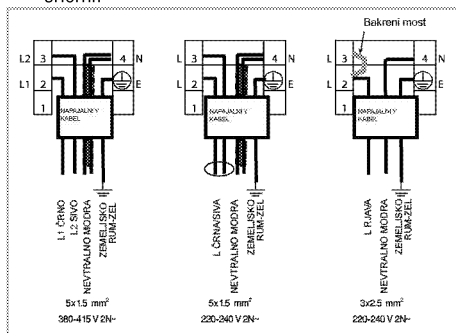 Bakreni most
L2 3 4 N
L1 2 E
1
NAPAJALNI
KABEL
L1 ČRNO
L2 SIVO
NEVTRALNO MODRA
ZEMELJSKO
RUM-ZEL
5x1.5 mm²
380-415 V 2N~
L 3 4 N
L 2 E
1
NAPAJALNI
KABEL
L ČRNA/SIVA
NEVTRALNO MODRA
ZEMELJSKO
RUM-ZEL
5x1.5 mm²
220-240 V 2N~
L 3 4 N
L 2 E
1
NAPAJALNI
KABEL
L RJAVA
NEVTRALNO MODRA
ZEMELJSKO
RUM-ZEL
3x2.5 mm²
220-240 V 2N~